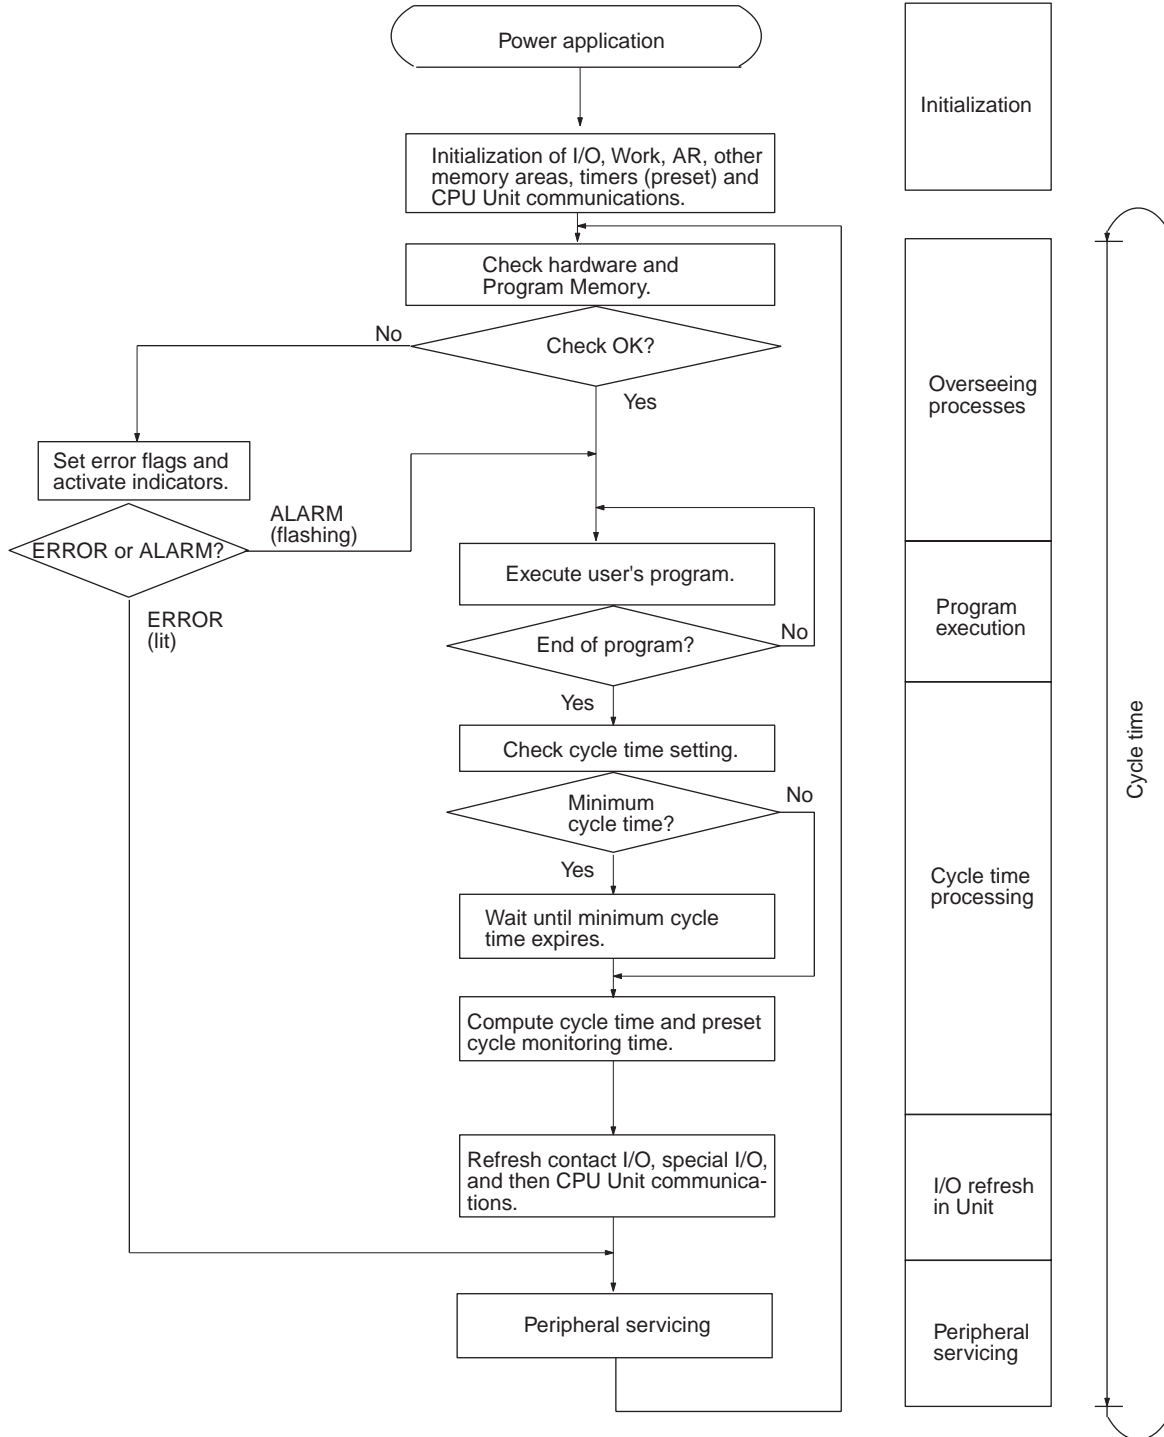 Power application
Initialization
Initialization of I/O, Work, AR, other
memory areas, timers (preset) and
CPU Unit communications.
Check hardware and
Program Memory.
No
Check OK?
Yes
Overseeing
processes
Set error flags and
activate indicators.
ALARM
(flashing)
ERROR or ALARM?
ERROR
(lit)
Execute user's program.
Program
execution
End of program?
No
Yes
Check cycle time setting.
Minimum
cycle time?
No
Yes
Cycle time
processing
Cycle time
Wait until minimum cycle
time expires.
Compute cycle time and preset
cycle monitoring time.
Refresh contact I/O, special I/O,
and then CPU Unit communica-
tions.
I/O refresh
in Unit
Peripheral servicing
Peripheral
servicing